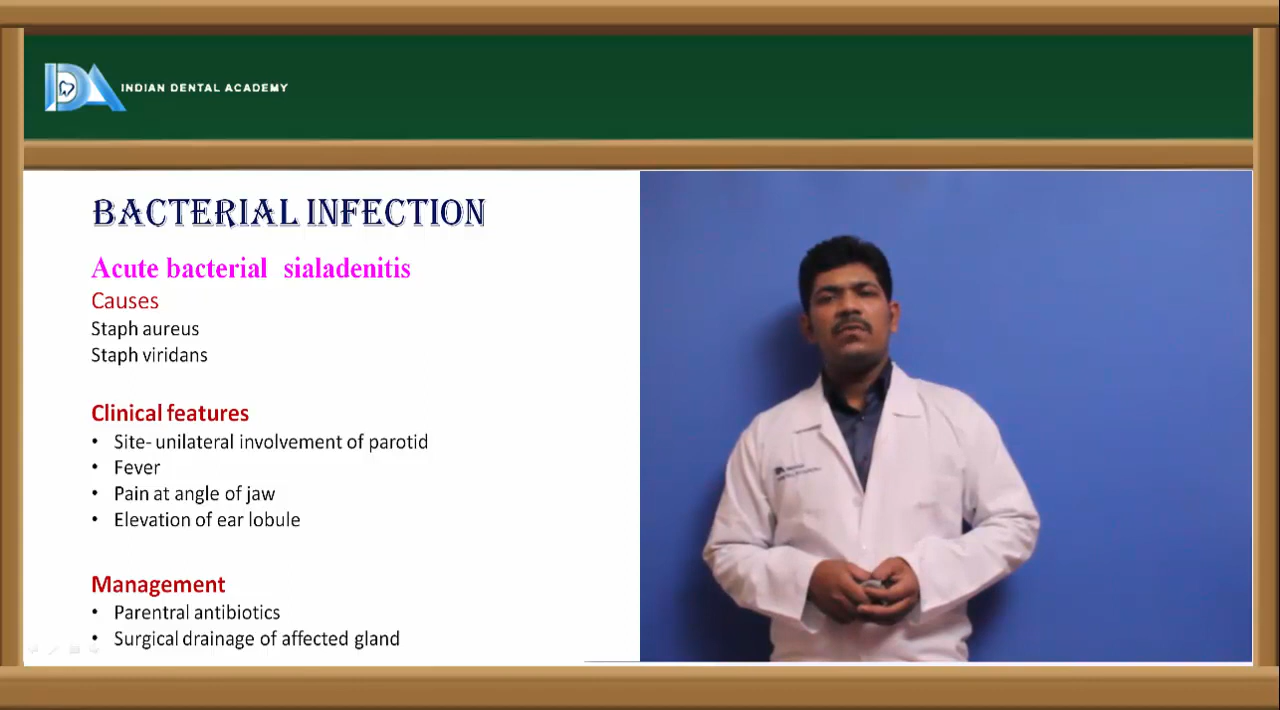 INDIAN DENTAL ACADEMY
BACTERIAL INFECTION
Acute bacterial sialadenitis
Causes
Staph aureus
Staph viridans
Clinical features
• Site- unilateral involvement of parotid
• Fever
• Pain at angle of jaw
• Elevation of ear lobule
Management
• Parentral antibiotics
• Surgical drainage of affected gland